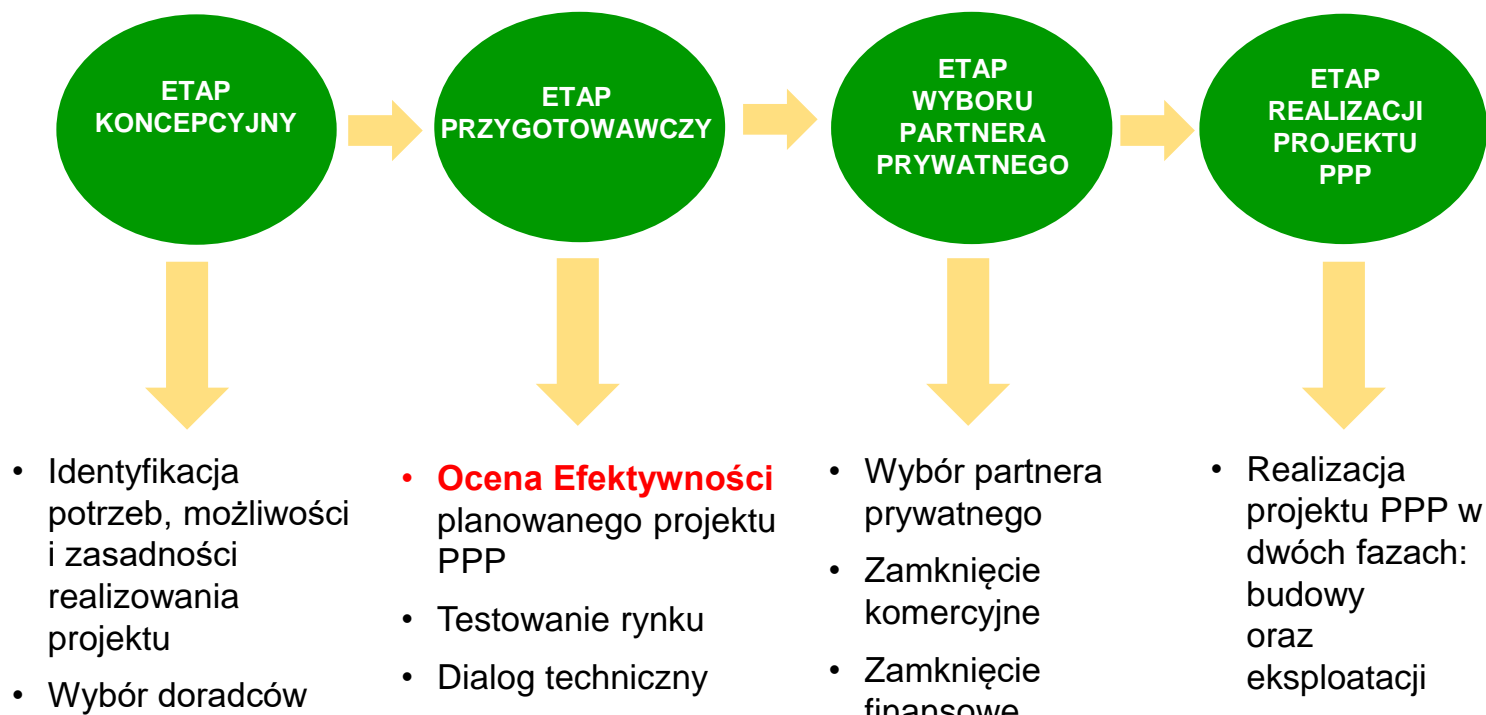 ETAP
KONCEPCYJNY
ETAP
PRZYGOTOWAWCZY
ETAP
WYBORU
PARTNERA
PRYWATNEGO
ETAP
REALIZACJI
PROJEKTU
PPP
• Identyfikacja
potrzeb, możliwości
i zasadności
realizowania
projektu
• Wybór doradców
• Ocena Efektywności
planowanego projektu
PPP
• Testowanie rynku
• Dialog techniczny
• Wybór partnera
prywatnego
• Zamknięcie
komercyjne
• Zamknięcie
finansowe
• Realizacja
projektu PPP w
dwóch fazach:
budowy
oraz
eksploatacji